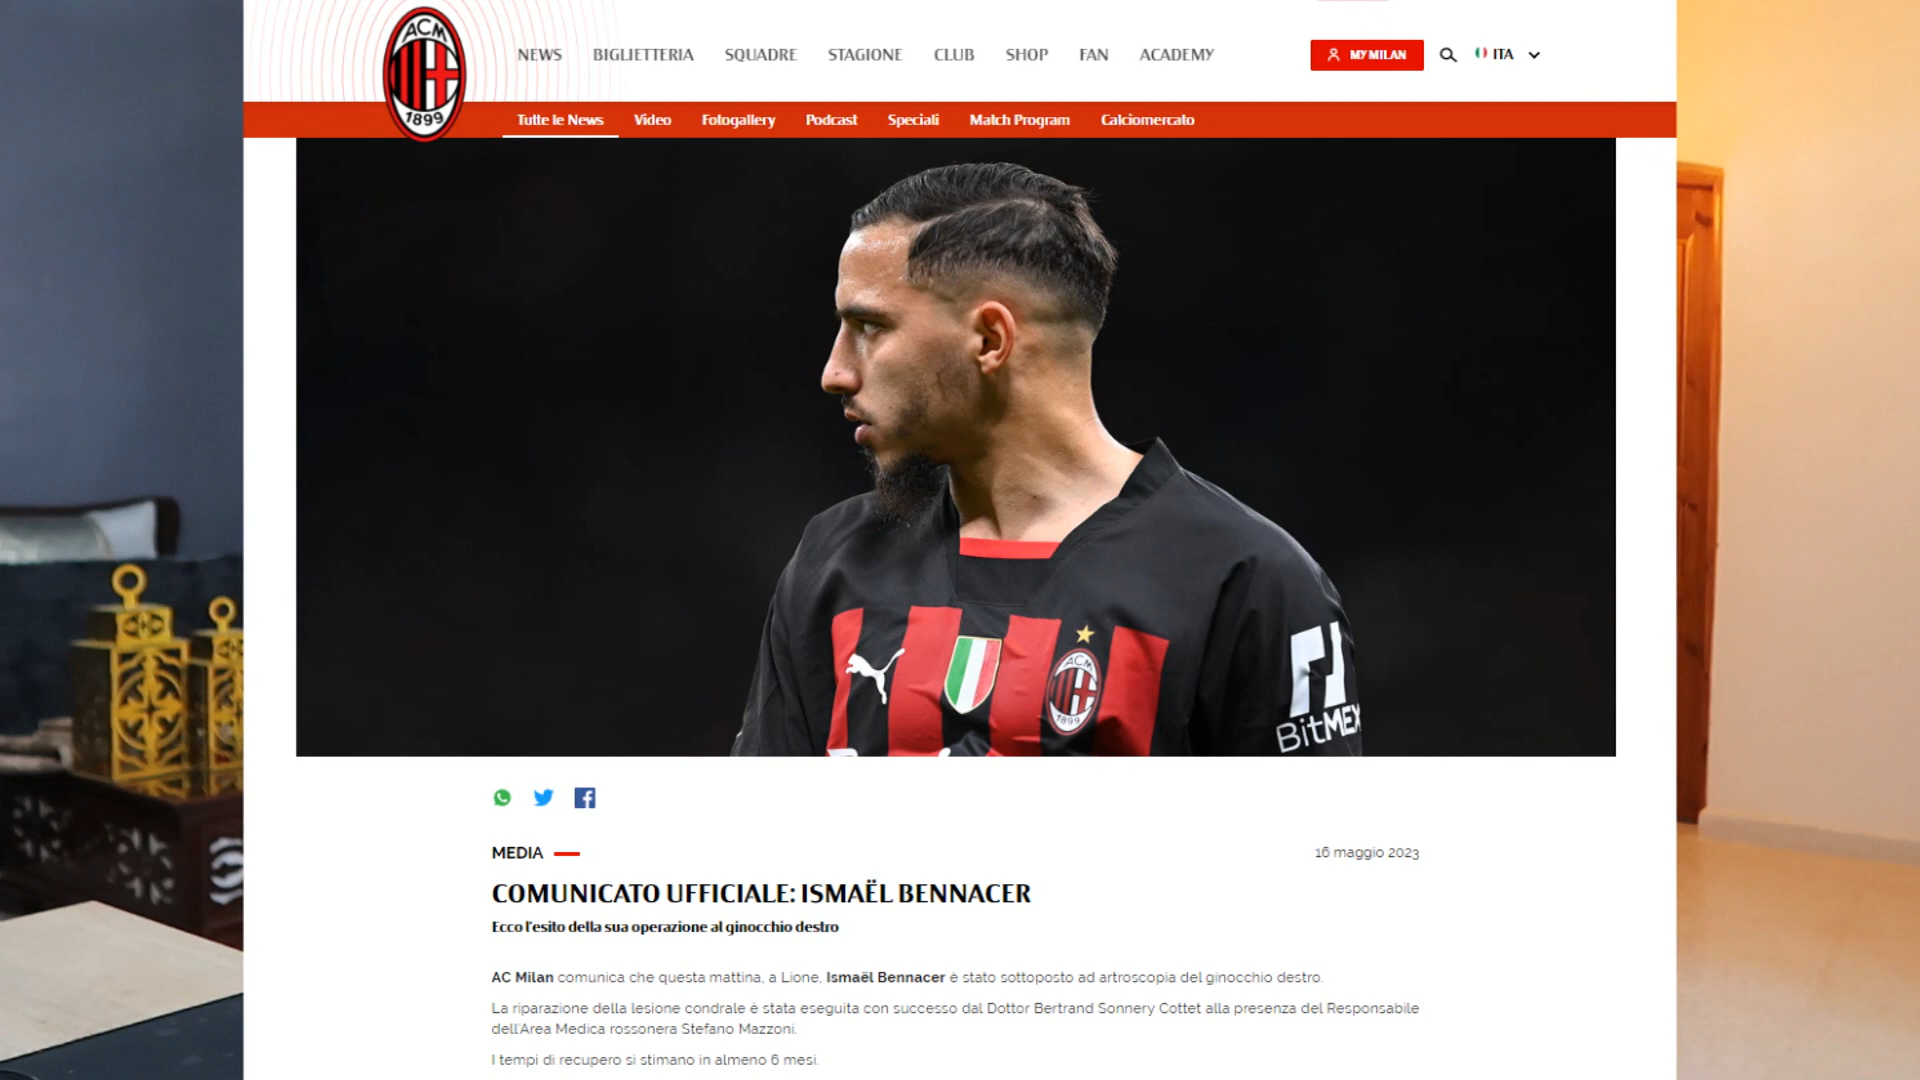 ACM
1899
NEWS BIGLIETTERIA SQUADRE STAGIONE CLUB SHOP FAN ACADEMY
MY MILAN
ITA
Tutte le News Video Fotogallery Podcast Speciali Match Program Calciomercato
ACM
1899
BitMEX
MEDIA
16 maggio 2023
COMUNICATO UFFICIALE: ISMAËL BENNACER
Ecco l'esito della sua operazione al ginocchio destro
AC Milan comunica che questa mattina, a Lione, Ismaël Bennacer è stato sottoposto ad artroscopia del ginocchio destro.
La riparazione della lesione condrale è stata eseguita con successo dal Dottor Bertrand Sonnery Cottet alla presenza del Responsabile
dell'Area Medica rossonera Stefano Mazzoni.
I tempi di recupero si stimano in almeno 6 mesi.